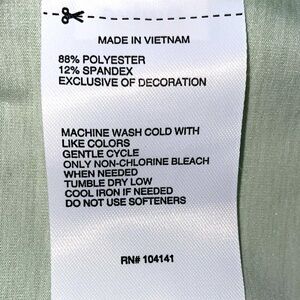 MADE IN VIETNAM
88% POLYESTER
12% SPANDEX
EXCLUSIVE OF DECORATION
MACHINE WASH COLD WITH
LIKE COLORS
GENTLE CYCLE
ONLY NON-CHLORINE BLEACH
WHEN NEEDED
TUMBLE DRY LOW
COOL IRON IF NEEDED
DO NOT USE SOFTENERS
RN# 104141